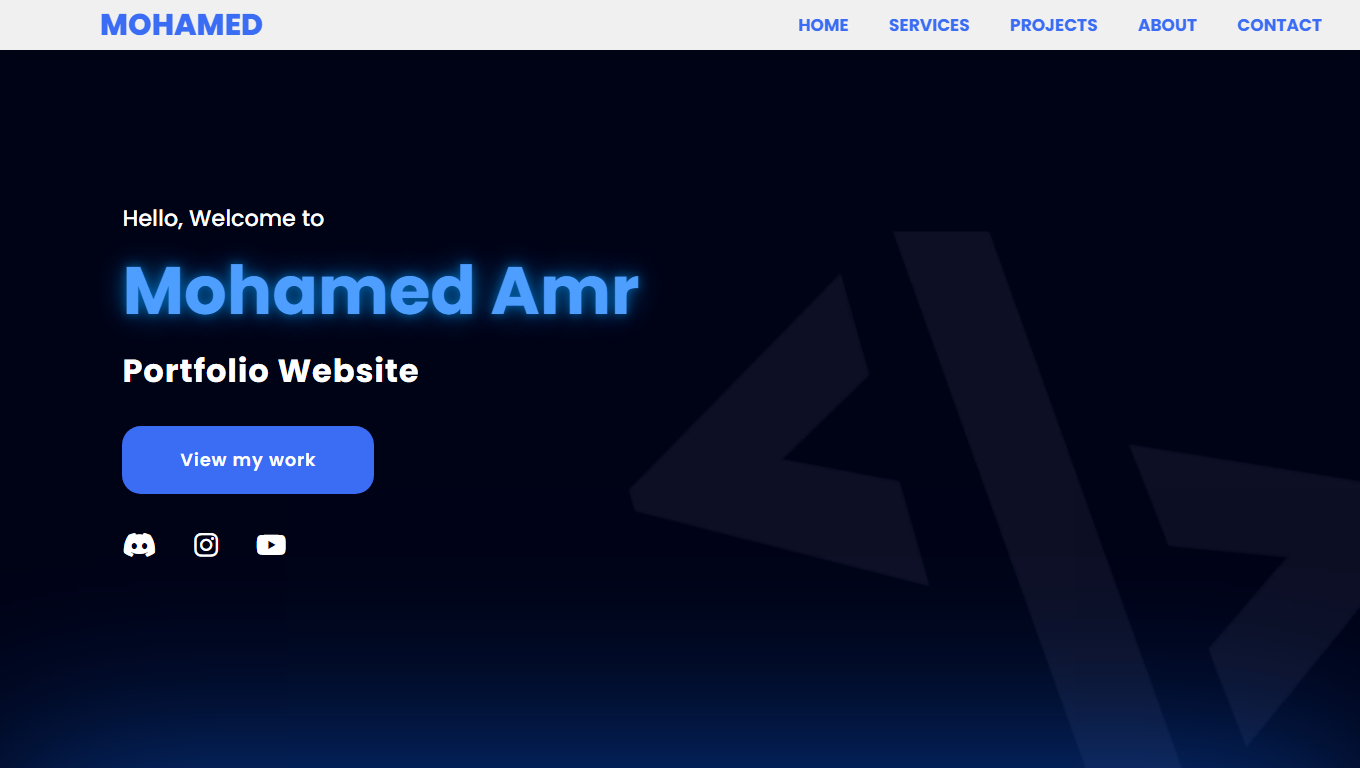 MOHAMED
HOME SERVICES PROJECTS ABOUT CONTACT
Hello, Welcome to
Mohamed Amr
Portfolio Website
View my work